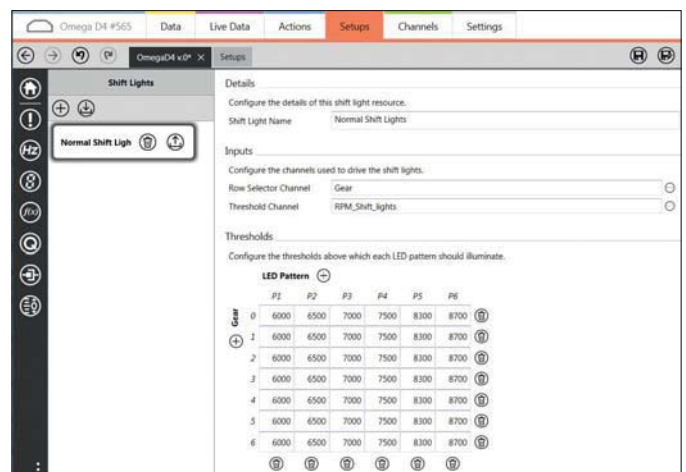 Omega D4 #565 Data Live Data Actions Setups Channels Settings
OmegaD4 v.0* × Setups
Shift Lights
Normal Shift Ligh
Details
Configure the details of this shift light resource.
Shift Light Name Normal Shift Lights
Inputs
Configure the channels used to drive the shift lights.
Row Selector Channel Gear
Threshold Channel RPM_Shift_lights
Thresholds
Configure the thresholds above which each LED pattern should illuminate.
LED Pattern
P1 P2 P3 P4 P5 P6
Gear
0 6000 6500 7000 7500 8300 8700
1 6000 6500 7000 7500 8300 8700
2 6000 6500 7000 7500 8300 8700
3 6000 6500 7000 7500 8300 8700
4 6000 6500 7000 7500 8300 8700
5 6000 6500 7000 7500 8300 8700
6 6000 6500 7000 7500 8300 8700
Hz
8
f(x)
Q